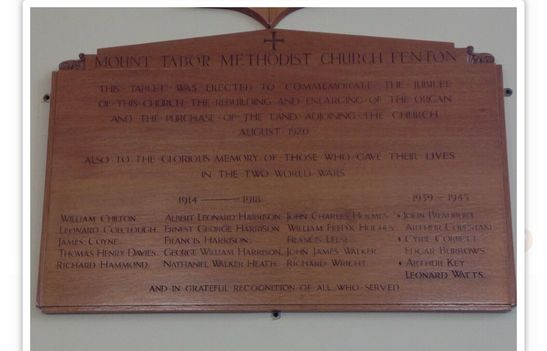 MOUNT TABOR METHODIST CHURCH FENTON
THIS TABLET WAS ERECTED TO COMMEMORATE THE JUBILEE
OF THIS CHURCH, THE REBUILDING AND ENLARGING OF THE ORGAN
AND THE PURCHASE OF THE LAND ADJOINING THE CHURCH
AUGUST 1920
ALSO TO THE GLORIOUS MEMORY OF THOSE WHO GAVE THEIR LIVES
IN THE TWO WORLD WARS
1914 — 1918 1939 – 1945
WILLIAM CHILTON ALBERT LEONARD HARRISON JOHN CHARLES HOLMES JOHN
LEONARD COLCLOUGH ERNEST GEORGE HARRISON WILLIAM FREDK HUGHES ARTHUR
JAMES COYNE FRANCIS HARRISON FRANCIS LEESE CYRIL CORBETT
THOMAS HENRY DAVIES GEORGE WILLIAM HARRISON JOHN JAMES WALKER EDGAR BURROWS
RICHARD HAMMOND NATHANIEL WALKER HEATH RICHARD WRIGHT ARTHUR KEY
LEONARD WATTS
AND IN GRATEFUL RECOGNITION OF ALL WHO SERVED